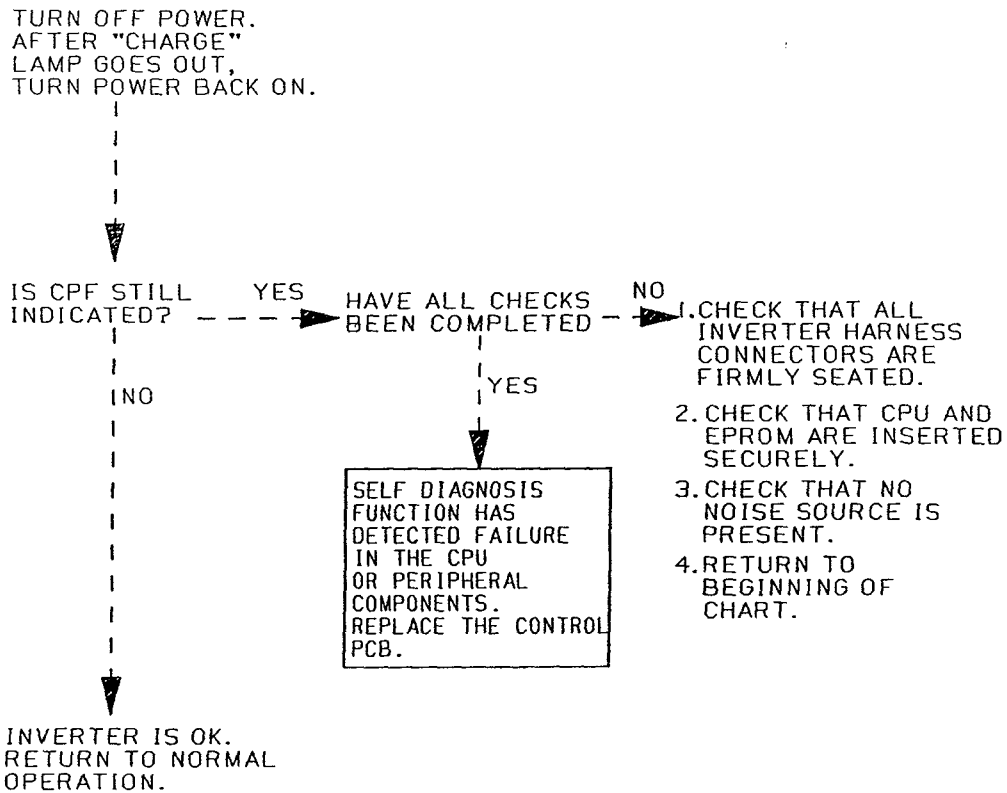 TURN OFF POWER.
AFTER "CHARGE"
LAMP GOES OUT,
TURN POWER BACK ON.
IS CPF STILL
INDICATED?
YES
HAVE ALL CHECKS
BEEN COMPLETED
NO
1.CHECK THAT ALL
INVERTER HARNESS
CONNECTORS ARE
FIRMLY SEATED.
2.CHECK THAT CPU AND
EPROM ARE INSERTED
SECURELY.
3.CHECK THAT NO
NOISE SOURCE IS
PRESENT.
4.RETURN TO
BEGINNING OF
CHART.
YES
SELF DIAGNOSIS
FUNCTION HAS
DETECTED FAILURE
IN THE CPU
OR PERIPHERAL
COMPONENTS.
REPLACE THE CONTROL
PCB.
NO
INVERTER IS OK.
RETURN TO NORMAL
OPERATION.